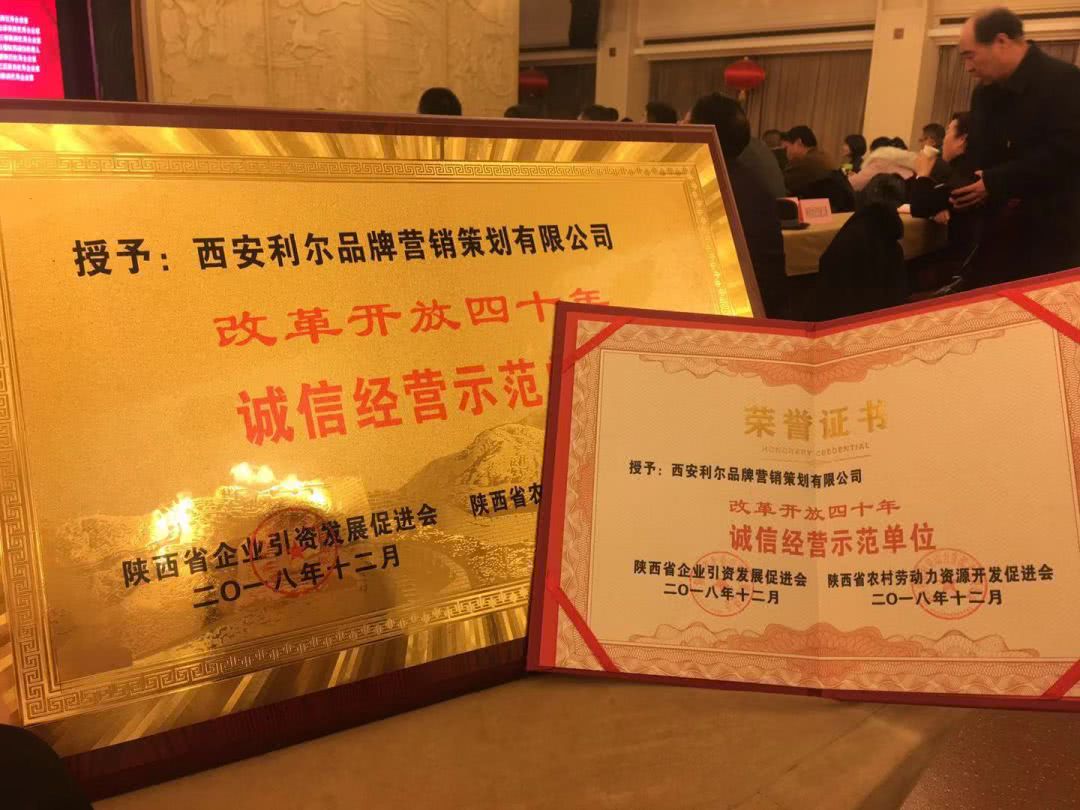 授予：西安利尔品牌营销策划有限公司
改革开放四十年
诚信经营示范
陕西省企业引资发展促进会 陕西省农
二〇一八年十二月
荣誉证书
HONORARY CREDENTIAL
授予：西安利尔品牌营销策划有限公司
改革开放四十年
诚信经营示范单位
陕西省企业引资发展促进会 陕西省农村劳动力资源开发促进会
二〇一八年十二月 二〇一八年十二月